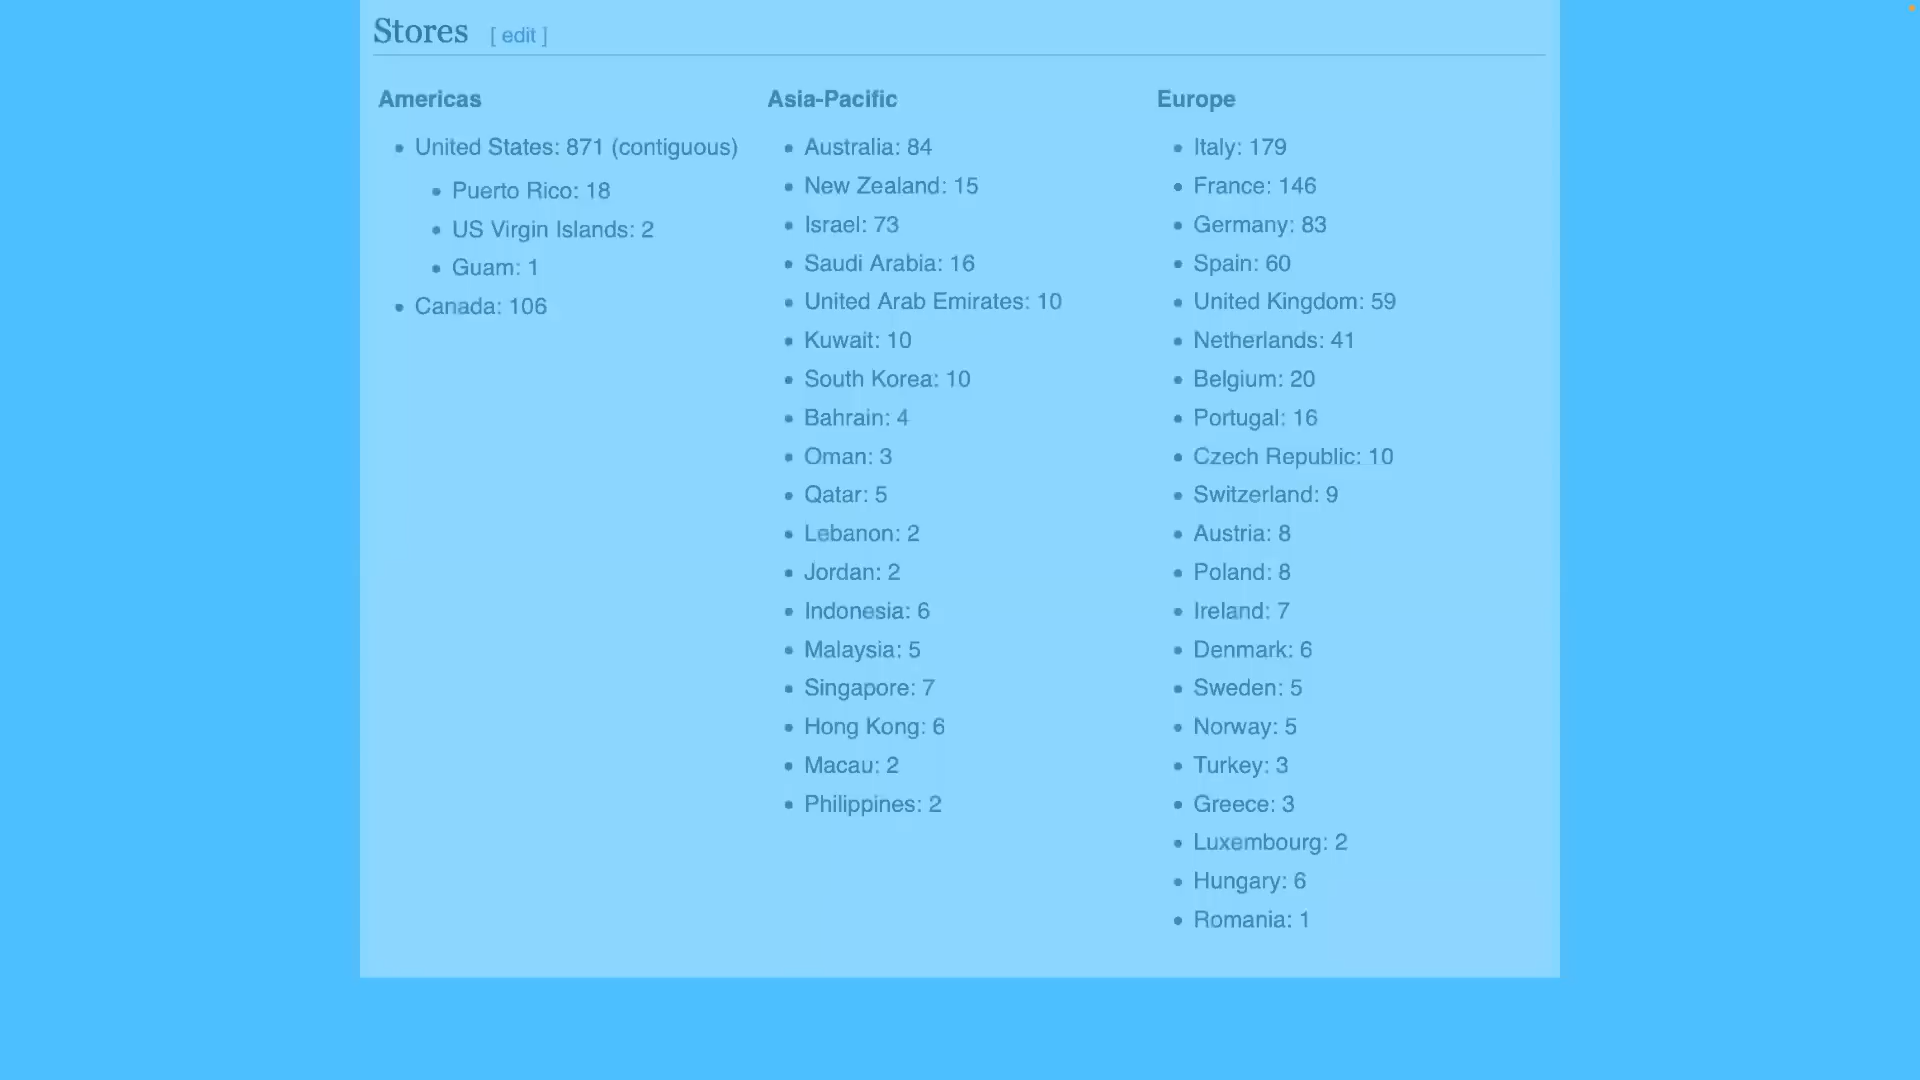 Stores [ edit ]
Americas
United States: 871 (contiguous)
Puerto Rico: 18
US Virgin Islands: 2
Guam: 1
Canada: 106
Asia-Pacific
Australia: 84
New Zealand: 15
Israel: 73
Saudi Arabia: 16
United Arab Emirates: 10
Kuwait: 10
South Korea: 10
Bahrain: 4
Oman: 3
Qatar: 5
Lebanon: 2
Jordan: 2
Indonesia: 6
Malaysia: 5
Singapore: 7
Hong Kong: 6
Macau: 2
Philippines: 2
Europe
Italy: 179
France: 146
Germany: 83
Spain: 60
United Kingdom: 59
Netherlands: 41
Belgium: 20
Portugal: 16
Czech Republic: 10
Switzerland: 9
Austria: 8
Poland: 8
Ireland: 7
Denmark: 6
Sweden: 5
Norway: 5
Turkey: 3
Greece: 3
Luxembourg: 2
Hungary: 6
Romania: 1